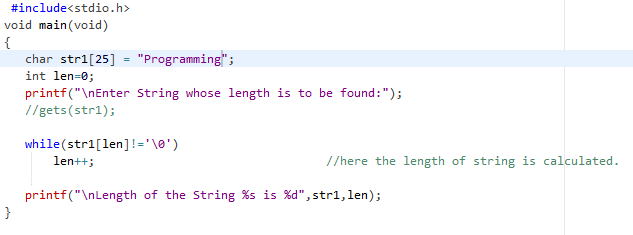 #include<stdio.h>
void main(void)
{
char str1[25] = "Programming";
int len=0;
printf("\nEnter String whose length is to be found:");
//gets(str1);
while(str1[len]!='\0')
len++; //here the length of string is calculated.
printf("\nLength of the String %s is %d",str1,len);
}